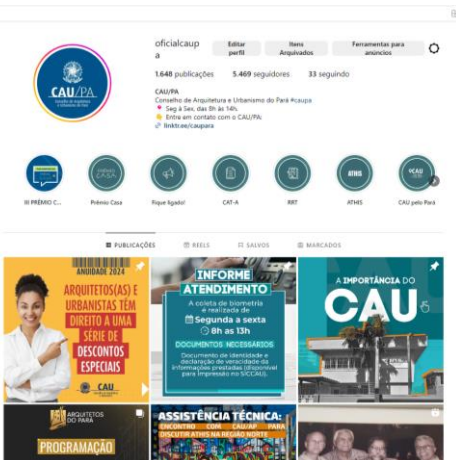 oficialcaup
a
Editar
perfil
Itens
Arquivados
Ferramentas para
anúncios
1.648 publicações 5.469 seguidores 33 seguindo
CAU/PA
Conselho de Arquitetura e Urbanismo do Pará #caupa
Seg à Sex, das 8h às 14h.
Entre em contato com o CAU/PA:
linktr.ee/caupara
CAU/PA
III PRÊMIO C... Prêmio Casa Fique ligado! CAT-A RRT ATHIS CAU pelo Pará
ATHIS
PUBLICAÇÕES REELS SALVOS MARCADOS
ANUIDADE 2024
ARQUITETOS(AS) E
URBANISTAS TÊM
DIREITO A UMA
SÉRIE DE
DESCONTOS
ESPECIAIS
CAU
INFORME
ATENDIMENTO
A coleta de biometria
é realizada de
Segunda a sexta
8h as 13h
DOCUMENTOS NECESSÁRIOS
Documento de identidade e
declaração de veracidade da
informações prestadas (disponível
para impressão no SICCAU).
A IMPORTÂNCIA DO
CAU
ARQUITETOS
DO PARÁ
PROGRAMAÇÃO
ASSISTÊNCIA TÉCNICA:
ENCONTRO COM CAU/AP PARA
DISCUTIR ATHIS NA REGIÃO NORTE